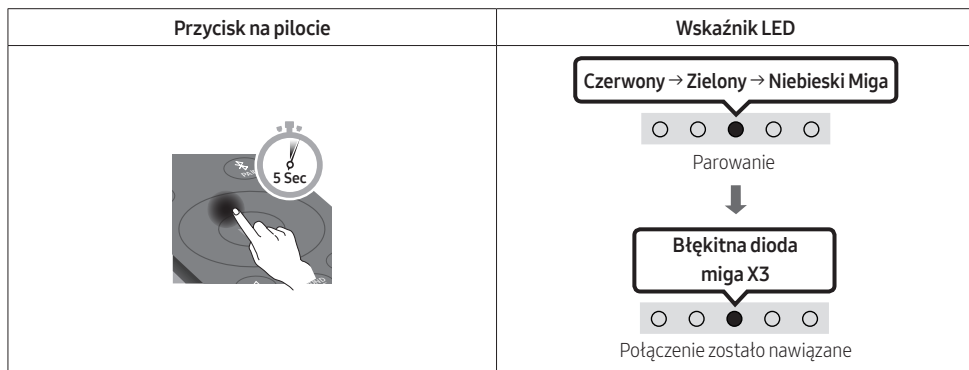 Przycisk na pilocie
Wskaźnik LED
5 Sec
Czerwony → Zielony → Niebieski Miga
Parowanie
Błękitna dioda
miga X3
Połączenie zostało nawiązane